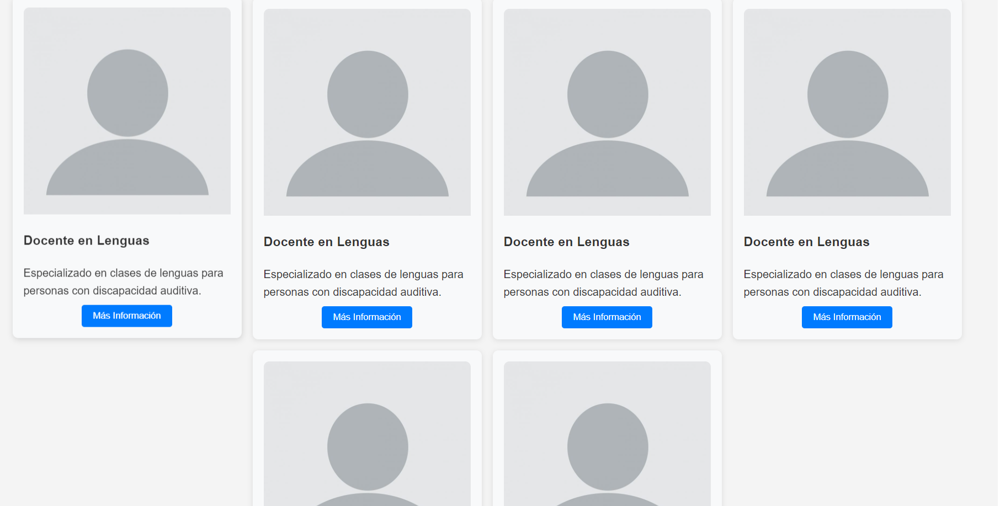 Docente en Lenguas
Especializado en clases de lenguas para
personas con discapacidad auditiva.
Más Información
Docente en Lenguas
Especializado en clases de lenguas para
personas con discapacidad auditiva.
Más Información
Docente en Lenguas
Especializado en clases de lenguas para
personas con discapacidad auditiva.
Más Información
Docente en Lenguas
Especializado en clases de lenguas para
personas con discapacidad auditiva.
Más Información